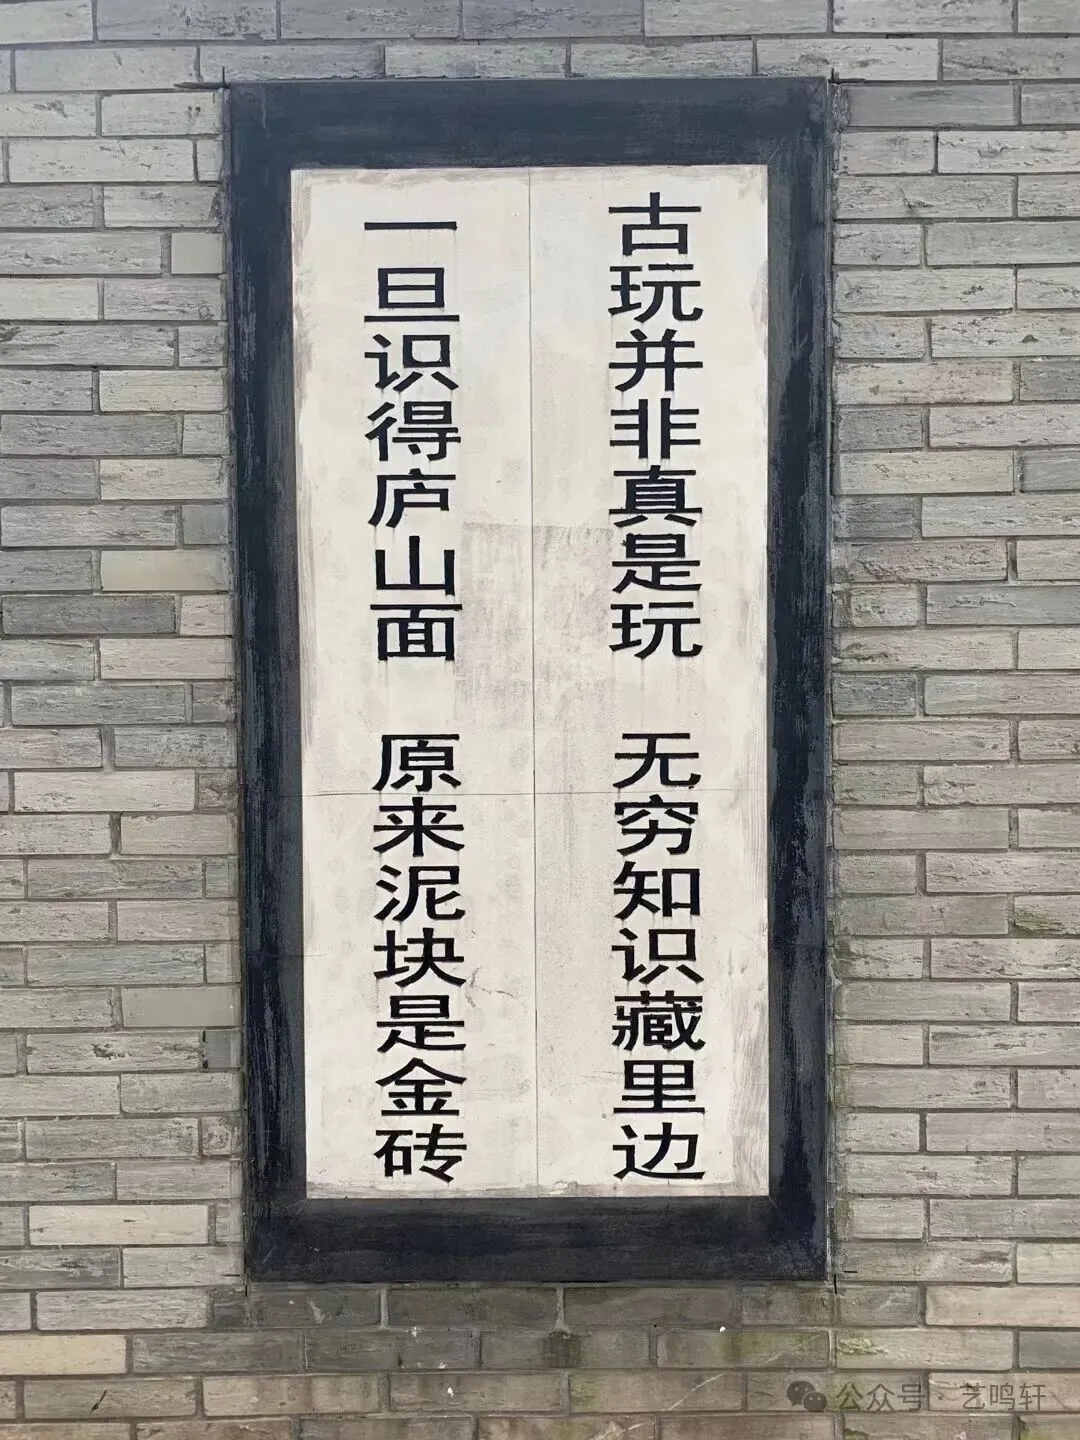 古玩并非真是玩 无穷知识藏里边
一旦识得庐山面 原来泥块是金砖
公众号·艺鸣轩